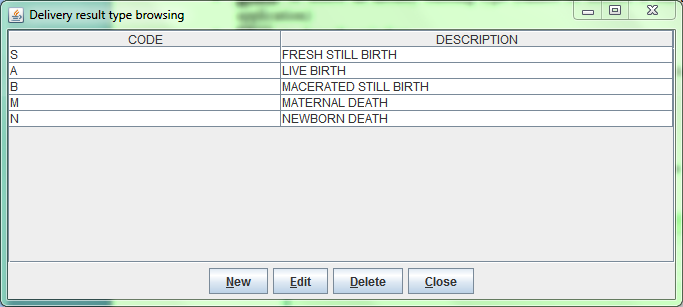 Delivery result type browsing
application)
CODE DESCRIPTION
S FRESH STILL BIRTH
A LIVE BIRTH
B MACERATED STILL BIRTH
M MATERNAL DEATH
N NEWBORN DEATH
New Edit Delete Close